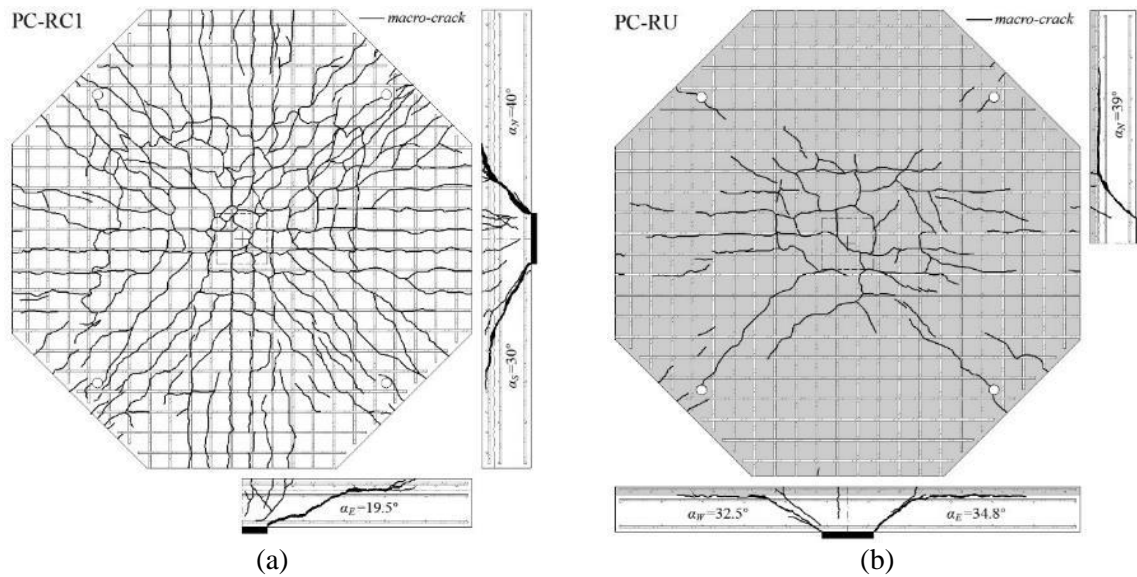 PC-RC1
macro-crack
α_N=40°
α_S=30°
α_E=19.5°
(a)
PC-RU
macro-crack
α_N=39°
α_W=32.5°
α_E=34.8°
(b)